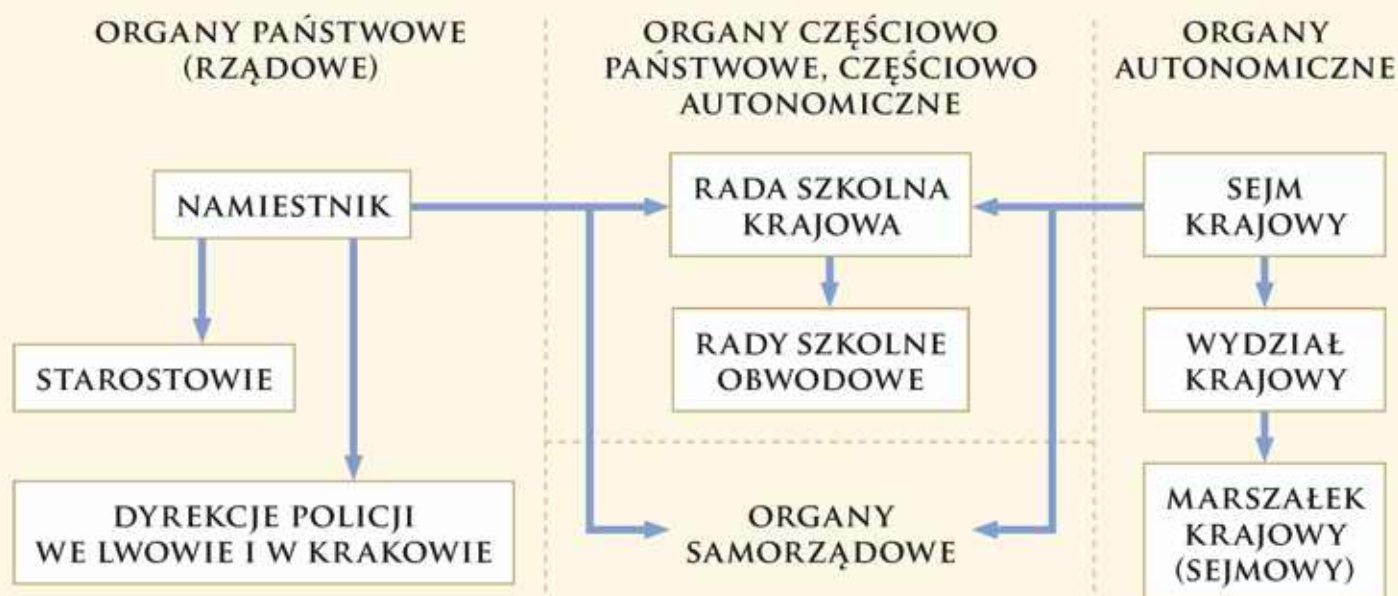 ORGANY PAŃSTWOWE
(RZĄDOWE)
ORGANY CZĘŚCIOWO
PAŃSTWOWE, CZĘŚCIOWO
AUTONOMICZNE
ORGANY
AUTONOMICZNE
NAMIESTNIK
RADA SZKOLNA
KRAJOWA
SEJM
KRAJOWY
STAROSTOWIE
RADY SZKOLNE
OBWODOWE
WYDZIAŁ
KRAJOWY
DYREKCJE POLICJI
WE LWOWIE I W KRAKOWIE
ORGANY
SAMORZĄDOWE
MARSZAŁEK
KRAJOWY
(SEJMOWY)